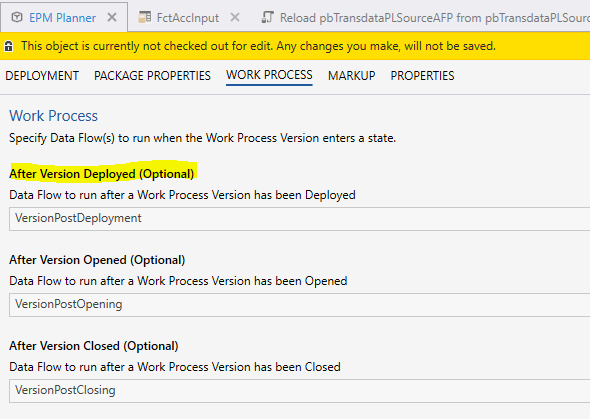 EPM Planner
FctAccInput
Reload pbTransdataPLSourceAFP from pbTransdataPLSourc
This object is currently not checked out for edit. Any changes you make, will not be saved.
DEPLOYMENT PACKAGE PROPERTIES WORK PROCESS MARKUP PROPERTIES
Work Process
Specify Data Flow(s) to run when the Work Process Version enters a state.
After Version Deployed (Optional)
Data Flow to run after a Work Process Version has been Deployed
VersionPostDeployment
After Version Opened (Optional)
Data Flow to run after a Work Process Version has been Opened
VersionPostOpening
After Version Closed (Optional)
Data Flow to run after a Work Process Version has been Closed
VersionPostClosing